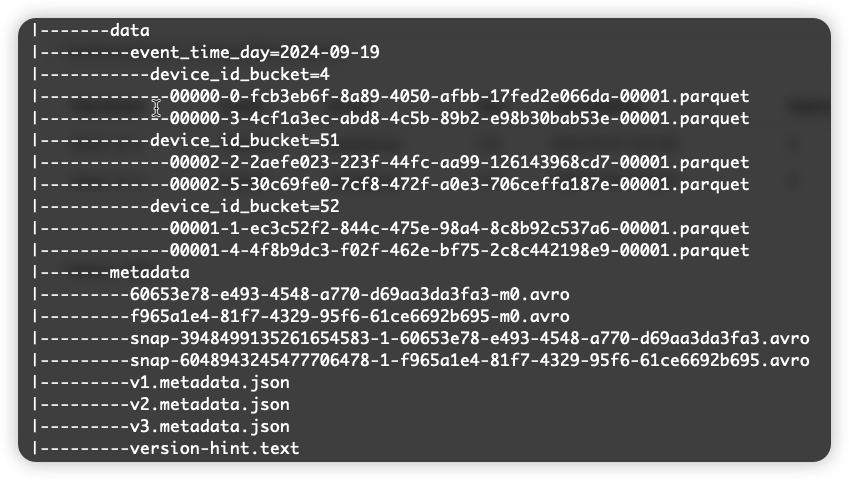 |-------data
|---------event_time_day=2024-09-19
|-----------device_id_bucket=4
|-------------00000-0-fcb3eb6f-8a89-4050-afbb-17fed2e066da-00001.parquet
|-------------00000-3-4cf1a3ec-abd8-4c5b-89b2-e98b30bab53e-00001.parquet
|-----------device_id_bucket=51
|-------------00002-2-2aefe023-223f-44fc-aa99-126143968cd7-00001.parquet
|-------------00002-5-30c69fe0-7cf8-472f-a0e3-706ceffa187e-00001.parquet
|-----------device_id_bucket=52
|-------------00001-1-ec3c52f2-844c-475e-98a4-8c8b92c537a6-00001.parquet
|-------------00001-4-4f8b9dc3-f02f-462e-bf75-2c8c442198e9-00001.parquet
|-------metadata
|---------60653e78-e493-4548-a770-d69aa3da3fa3-m0.avro
|---------f965a1e4-81f7-4329-95f6-61ce6692b695-m0.avro
|---------snap-3948499135261654583-1-60653e78-e493-4548-a770-d69aa3da3fa3.avro
|---------snap-6048943245477706478-1-f965a1e4-81f7-4329-95f6-61ce6692b695.avro
|---------v1.metadata.json
|---------v2.metadata.json
|---------v3.metadata.json
|---------version-hint.text